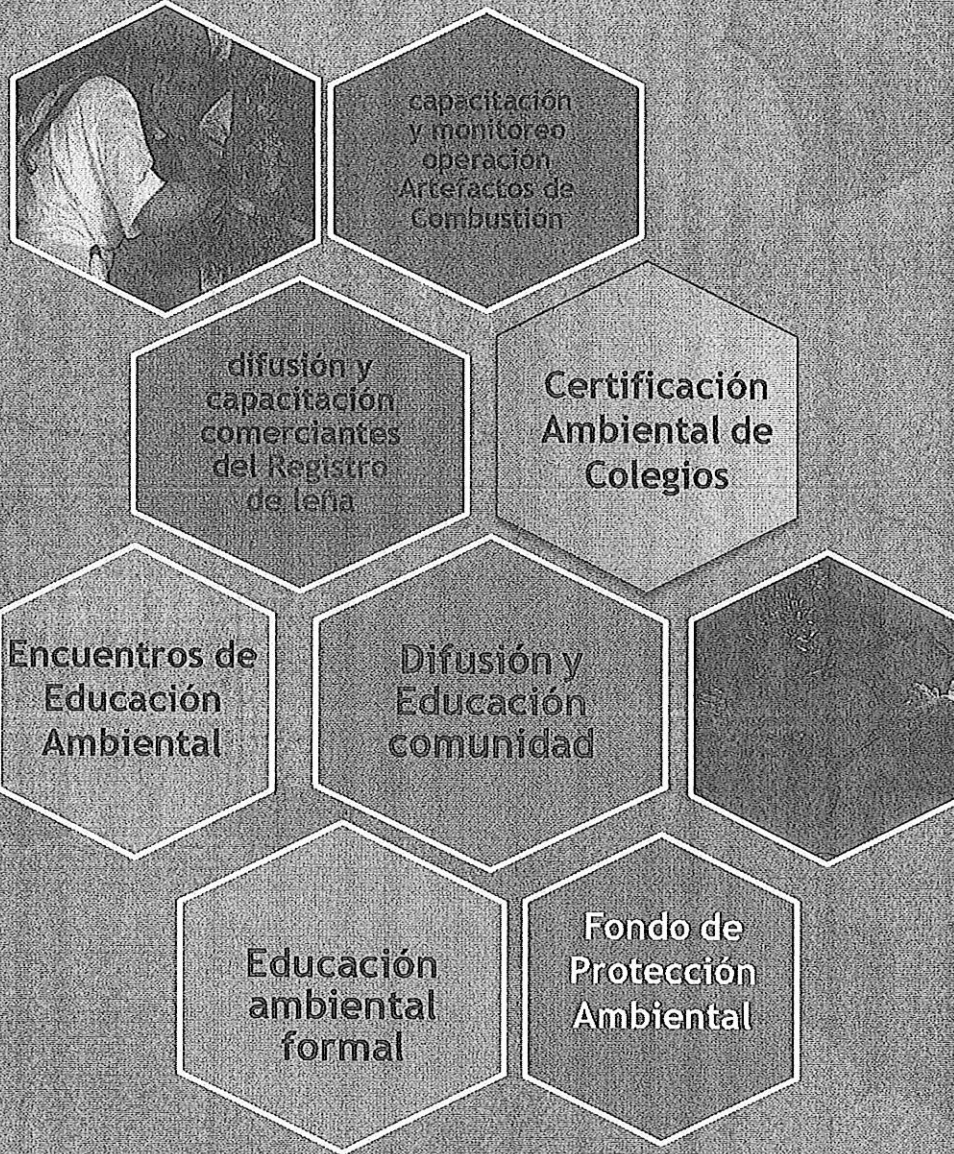 capacitación
y monitoreo
operación
Artefactos de
Combustión
difusión y
capacitación
comerciantes
del Registro
de leña
Certificación
Ambiental de
Colegios
Encuentros de
Educación
Ambiental
Difusión y
Educación
comunidad
Educación
ambiental
formal
Fondo de
Protección
Ambiental